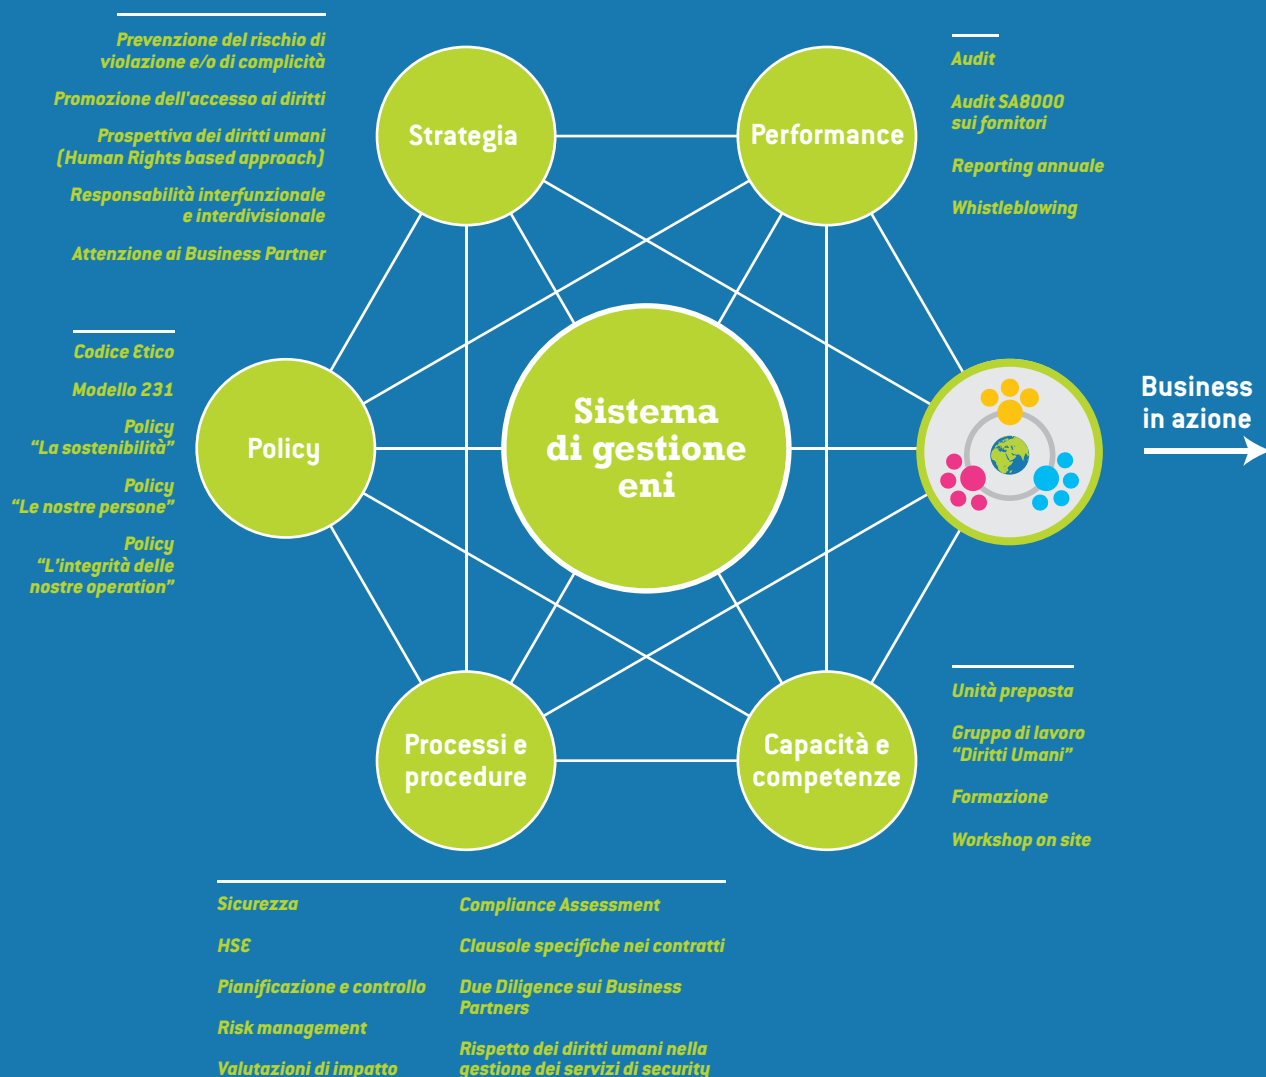 Prevenzione del rischio di
violazione e/o di complicità
Promozione dell'accesso ai diritti
Prospettiva dei diritti umani
(Human Rights based approach)
Responsabilità interfunzionale
e interdivisionale
Attenzione ai Business Partner
Strategia
Performance
Audit
Audit SA8000
sui fornitori
Reporting annuale
Whistleblowing
Codice Etico
Modello 231
Policy
“La sostenibilità”
Policy
“Le nostre persone”
Policy
“L’integrità delle
nostre operation”
Policy
Sistema
di gestione
eni
Business
in azione
Processi e
procedure
Capacità e
competenze
Unità preposta
Gruppo di lavoro
“Diritti Umani”
Formazione
Workshop on site
Sicurezza
HSE
Pianificazione e controllo
Risk management
Valutazioni di impatto
Compliance Assessment
Clausole specifiche nei contratti
Due Diligence sui Business
Partners
Rispetto dei diritti umani nella
gestione dei servizi di security